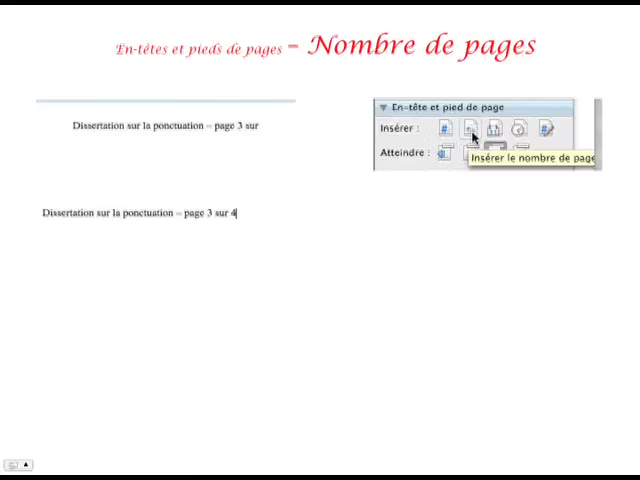 En-têtes et pieds de pages – Nombre de pages
Dissertation sur la ponctuation – page 3 sur
En-tête et pied de page
Insérer :
Atteindre :
Insérer le nombre de page
Dissertation sur la ponctuation – page 3 sur 4